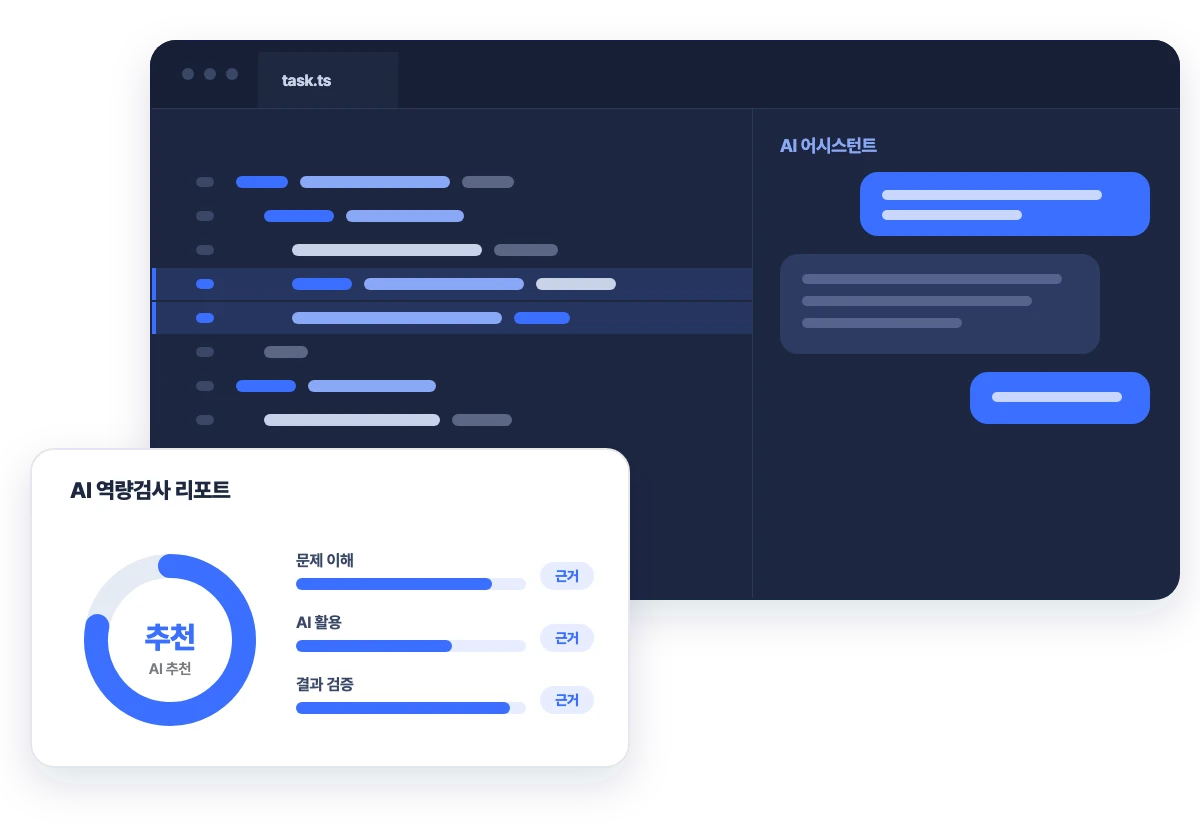 task.ts
AI 어시스턴트
AI 역량검사 리포트
추천
AI 추천
문제 이해
근거
AI 활용
근거
결과 검증
근거